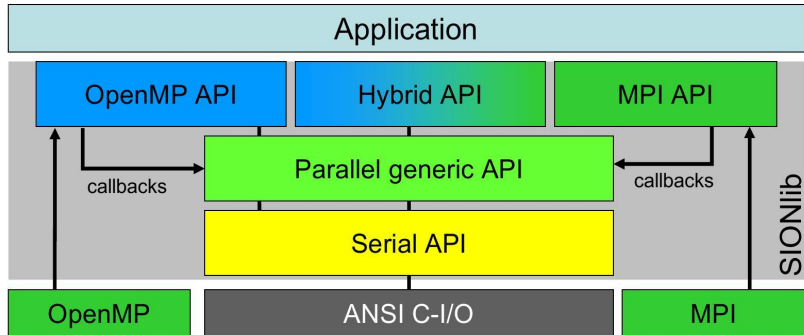 Application
OpenMP API
Hybrid API
MPI API
callbacks
Parallel generic API
callbacks
Serial API
SIONlib
OpenMP
ANSI C-I/O
MPI